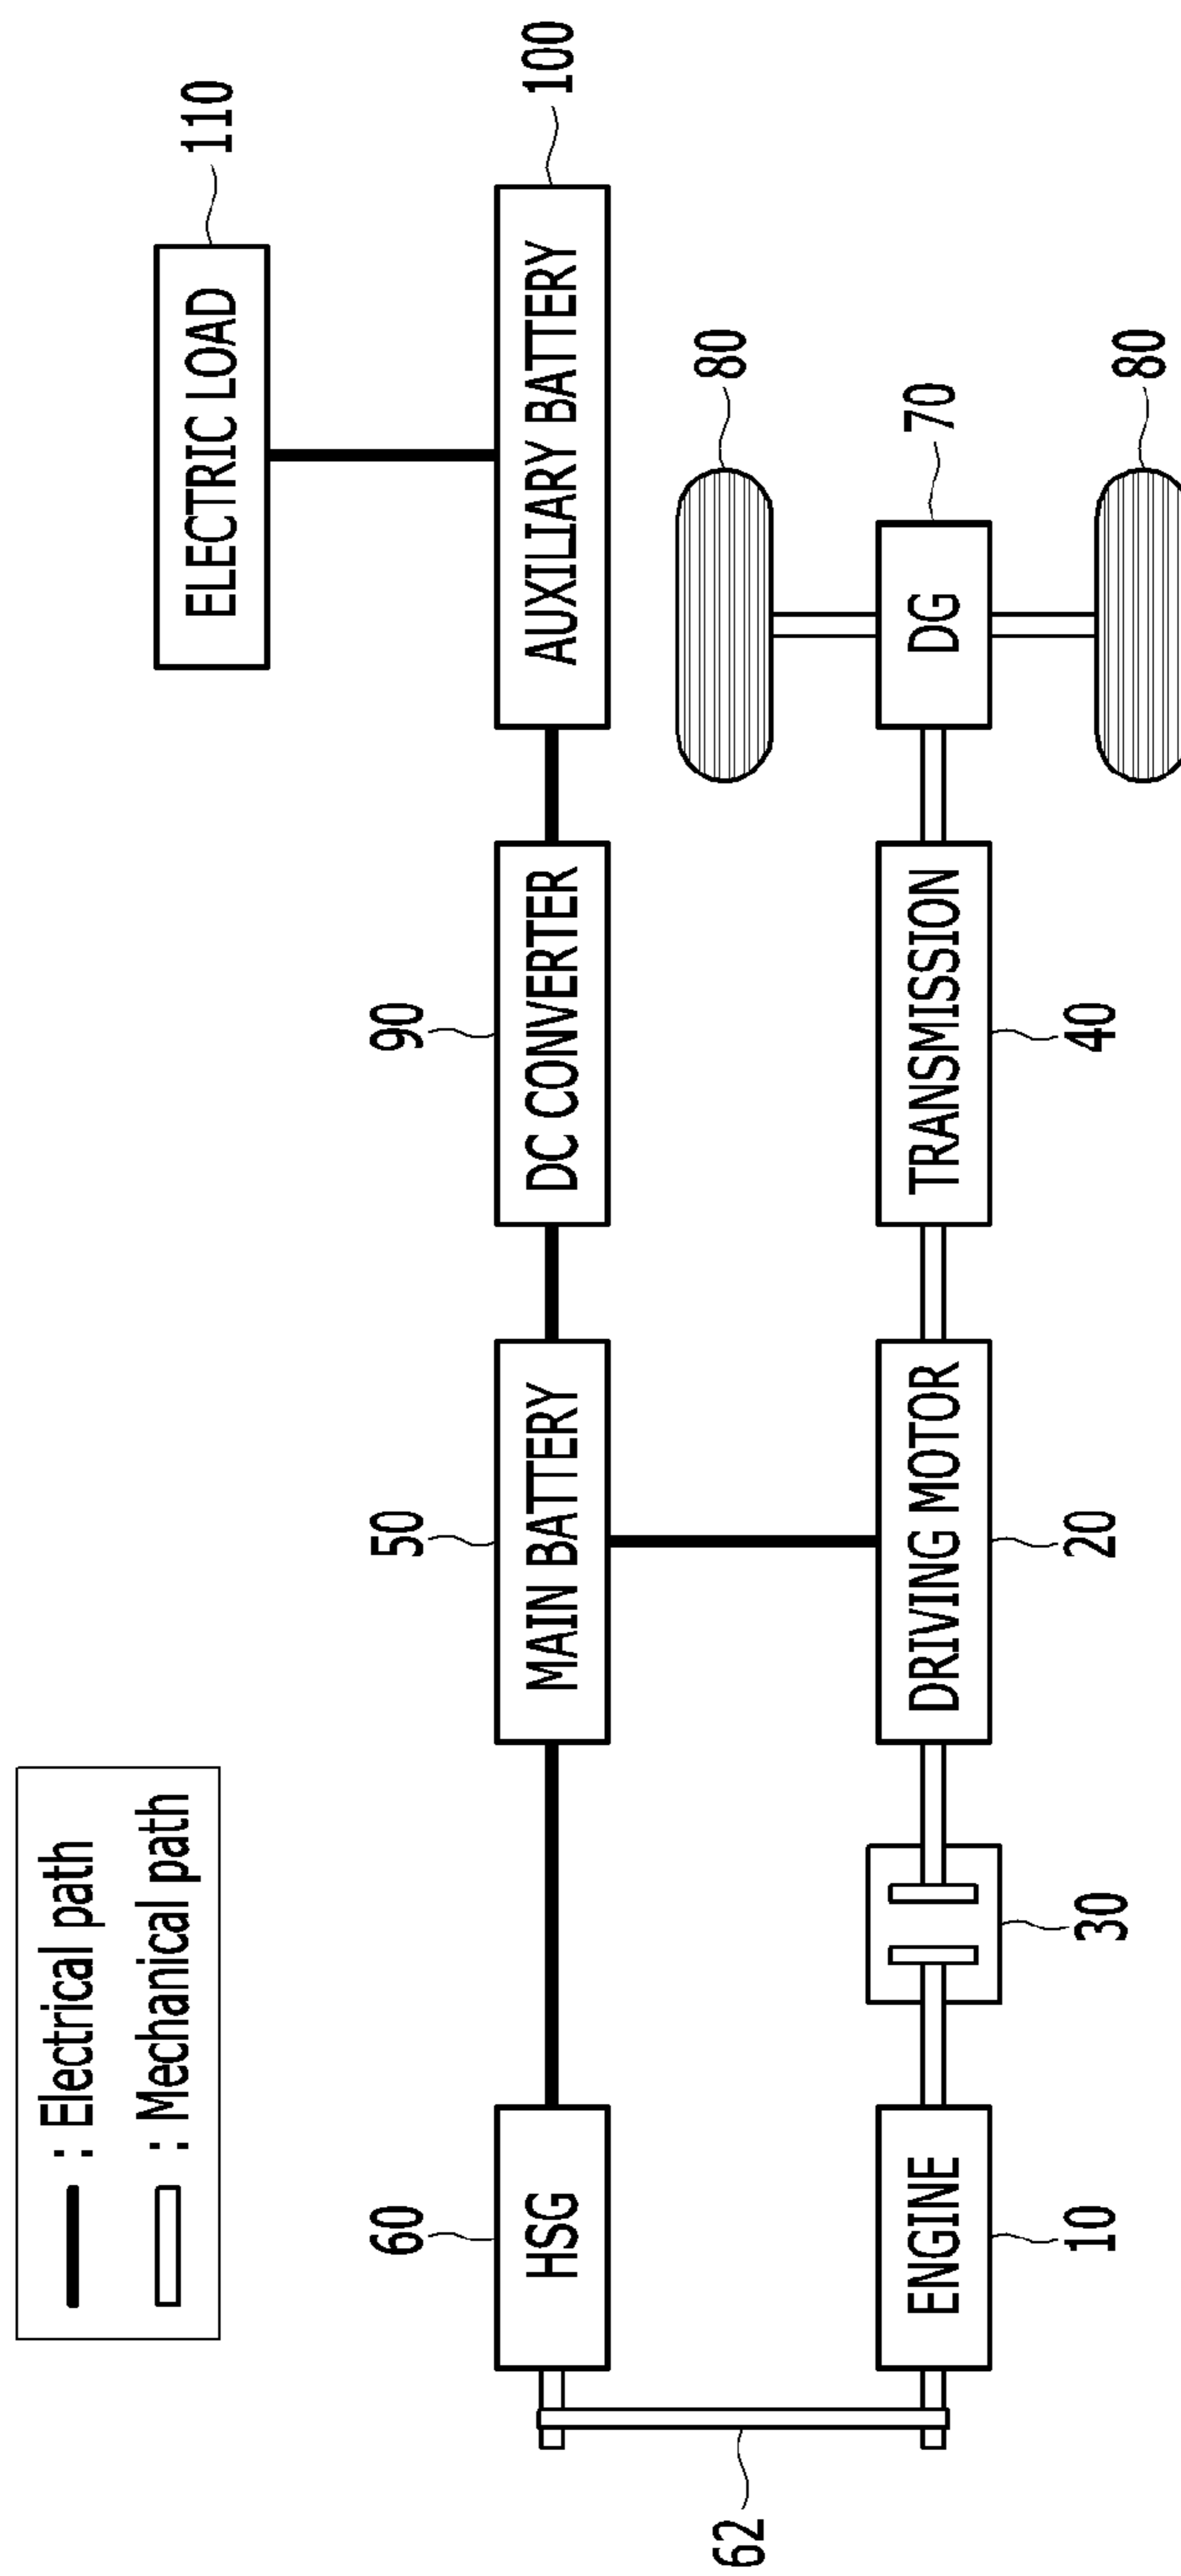 : Electrical path
: Mechanical path
110
ELECTRIC LOAD
100
60
50
90
HSG
MAIN BATTERY
DC CONVERTER
AUXILIARY BATTERY
62
80
ENGINE
DRIVING MOTOR
TRANSMISSION
DG
70
10
30
20
40
80